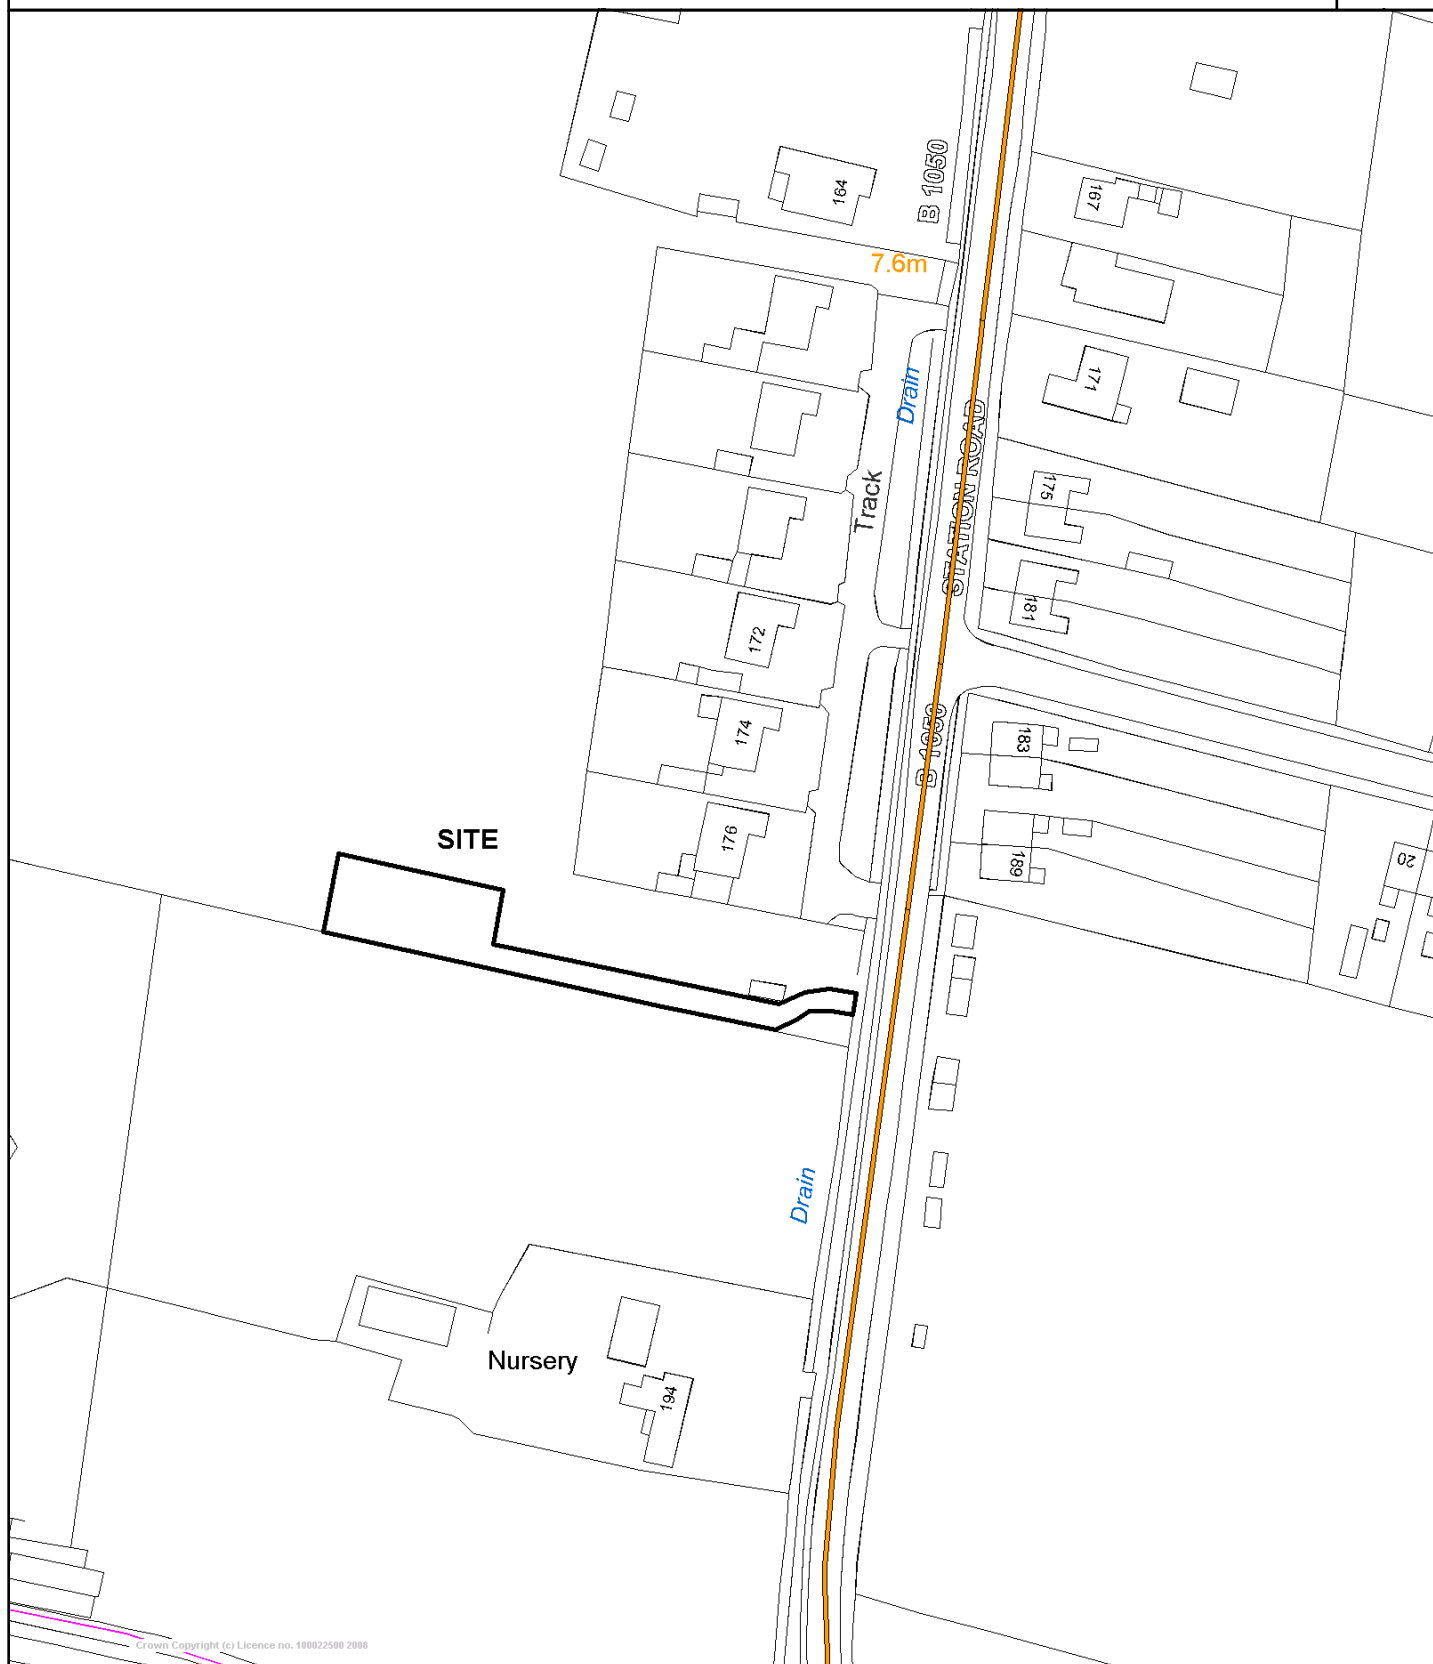 B 1050
164
167
7.6m
Drain
171
STATION ROAD
Track
175
181
172
174
B 1050
183
176
SITE
189
20
Drain
Nursery
194
Crown Copyright (c) Licence no. 100022500 2008